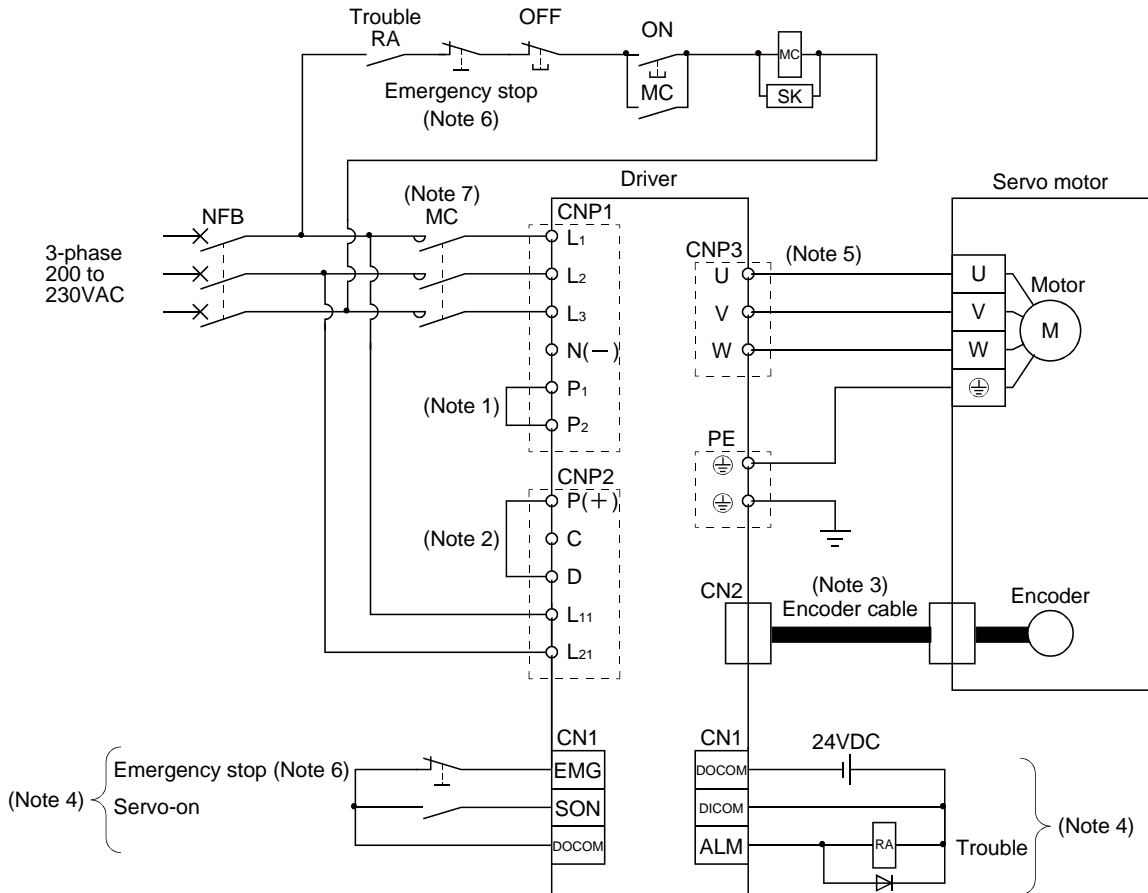 Trouble
RA
OFF
ON
MC
SK
MC
Emergency stop
(Note 6)
Driver
Servo motor
(Note 7)
MC
NFB
3-phase
200 to
230VAC
CNP1
L1
L2
L3
N(−)
P1
P2
(Note 1)
CNP3
U
V
W
(Note 5)
U
V
W
Motor
M
PE
CNP2
P(+)
C
D
L11
L21
(Note 2)
CN2
(Note 3)
Encoder cable
Encoder
CN1
EMG
SON
DOCOM
Emergency stop (Note 6)
Servo-on
(Note 4)
CN1
DOCOM
DICOM
ALM
24VDC
RA
Trouble
(Note 4)